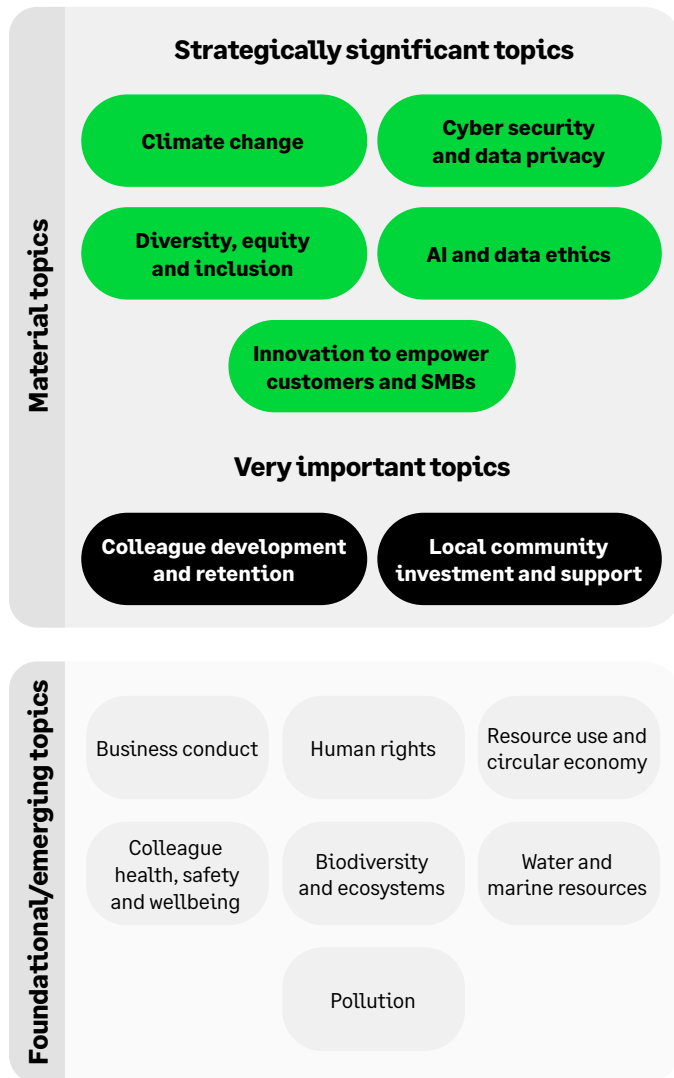 Material topics
Strategically significant topics
Climate change
Cyber security
and data privacy
Diversity, equity
and inclusion
AI and data ethics
Innovation to empower
customers and SMBs
Very important topics
Colleague development
and retention
Local community
investment and support
Foundational/emerging topics
Business conduct
Human rights
Resource use and
circular economy
Colleague
health, safety
and wellbeing
Biodiversity
and ecosystems
Water and
marine resources
Pollution